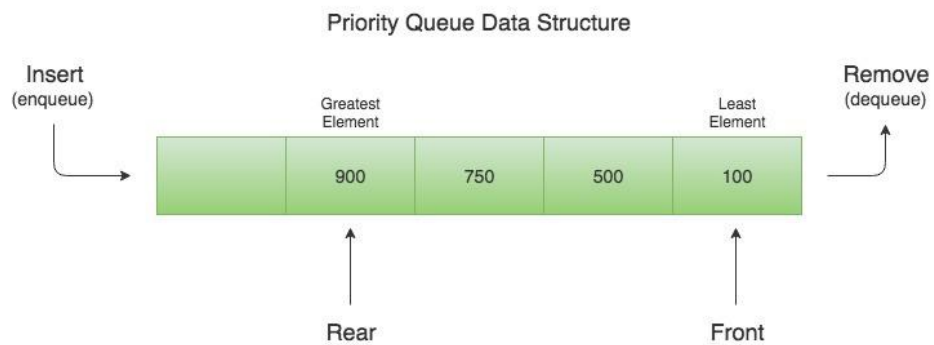 Priority Queue Data Structure
Insert
(enqueue)
Remove
(dequeue)
Greatest
Element
Least
Element
900
750
500
100
Rear
Front